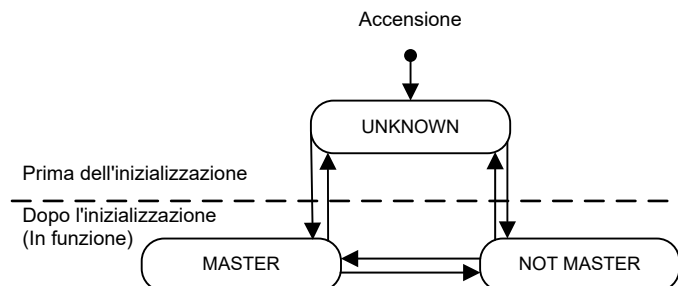 Accensione
UNKNOWN
Prima dell'inizializzazione
Dopo l'inizializzazione
(In funzione)
MASTER
NOT MASTER